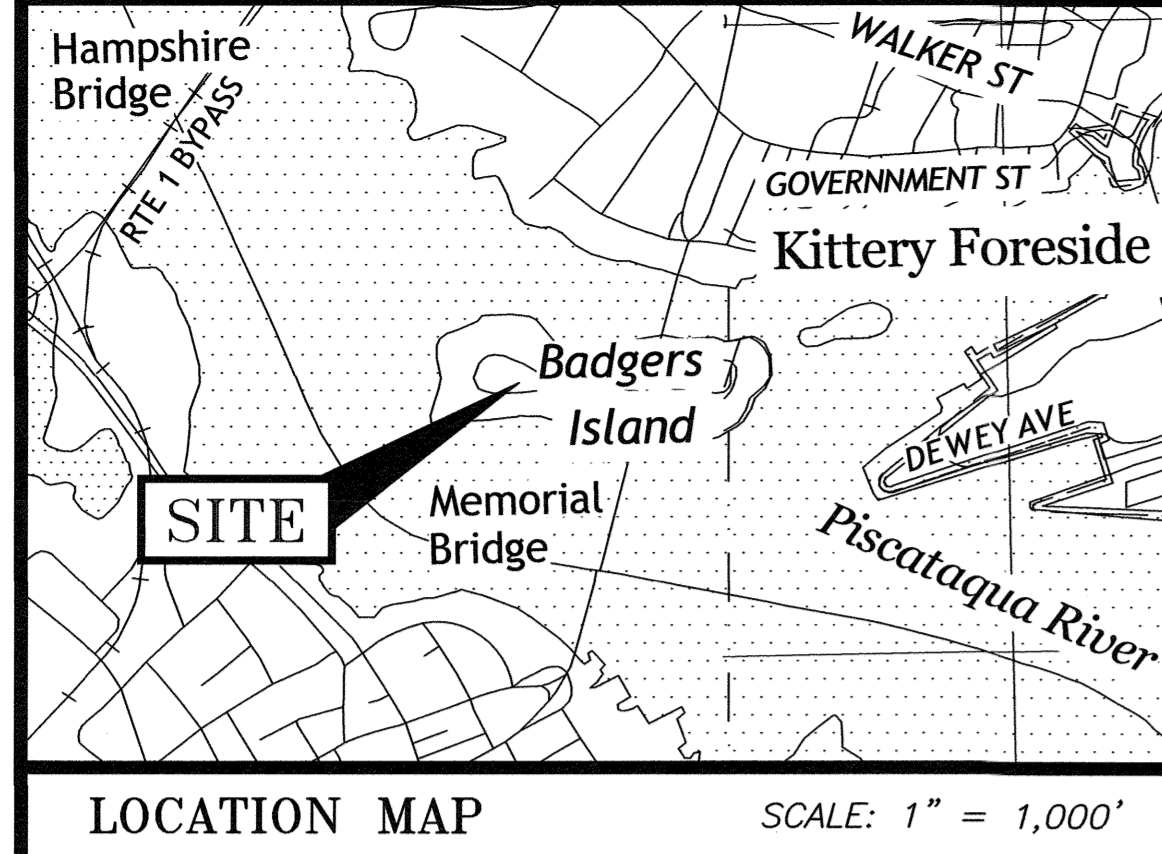 Hampshire
Bridge
RTE 1 BYPASS
WALKER ST
GOVERNNMENT ST
Kittery Foreside
Badgers
Island
DEWEY AVE
SITE
Memorial
Bridge
Piscataqua River
LOCATION MAP
SCALE: 1" = 1,000'